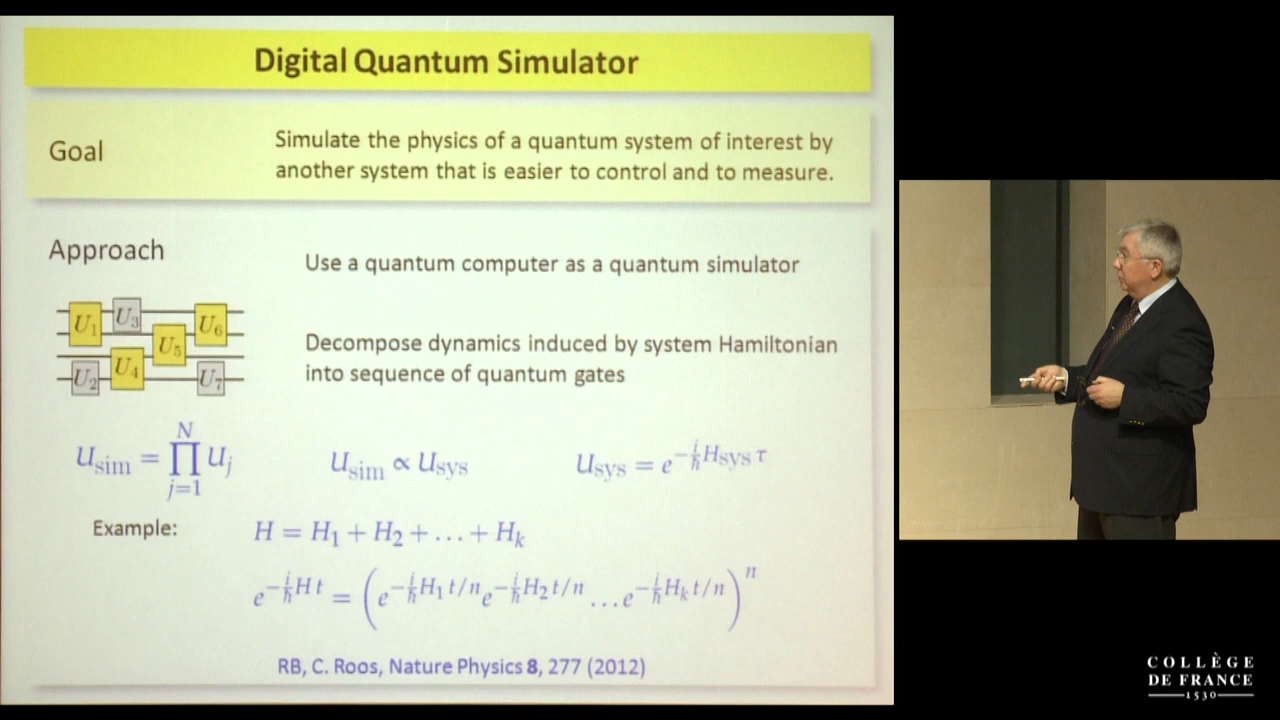 Digital Quantum Simulator
Goal
Simulate the physics of a quantum system of interest by
another system that is easier to control and to measure.
Approach
Use a quantum computer as a quantum simulator
U₁ U₃ U₆
U₅
U₂ U₄ U₇
Decompose dynamics induced by system Hamiltonian
into sequence of quantum gates
U_sim = ∏_{j=1}^{N} U_j
U_sim ∝ U_sys
U_sys = e^{-\frac{i}{ħ}H_sys τ}
Example:
H = H₁ + H₂ + … + H_k
e^{-\frac{i}{ħ}Ht} = (e^{-\frac{i}{ħ}H₁t/n} e^{-\frac{i}{ħ}H₂t/n} … e^{-\frac{i}{ħ}H_k t/n})^n
RB, C. Roos, Nature Physics 8, 277 (2012)
COLLÈGE
DE FRANCE
1530